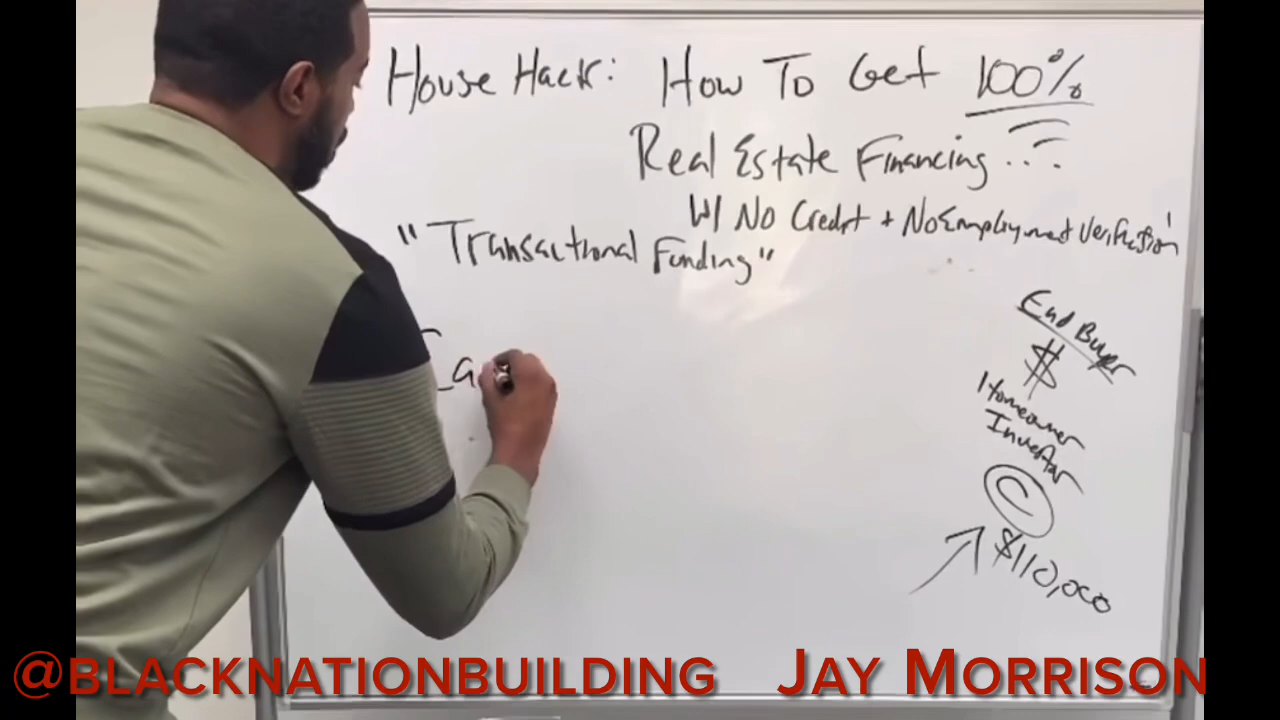 House Hack: How To Get 100%
Real Estate Financing...
W/ No Credit + No Employment Verification
"Transactional Funding"
End Buyer
$
Homeowner
Investor
C
$110,000
Ca
@BLACKNATIONBUILDING JAY MORRISON